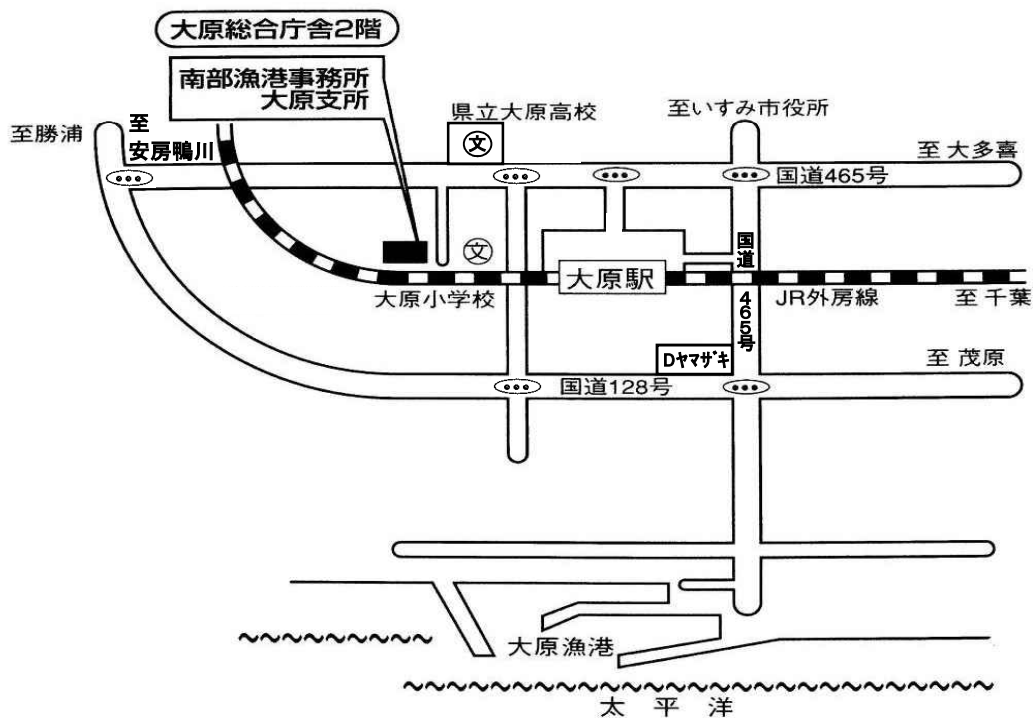 大原総合庁舎2階
南部漁港事務所
大原支所
県立大原高校
至いすみ市役所
至勝浦
至
安房鴨川
文
至 大多喜
国道465号
文
国道
大原駅
大原小学校
465号
JR外房線
至 千葉
Dヤマザキ
至 茂原
国道128号
大原漁港
太平洋